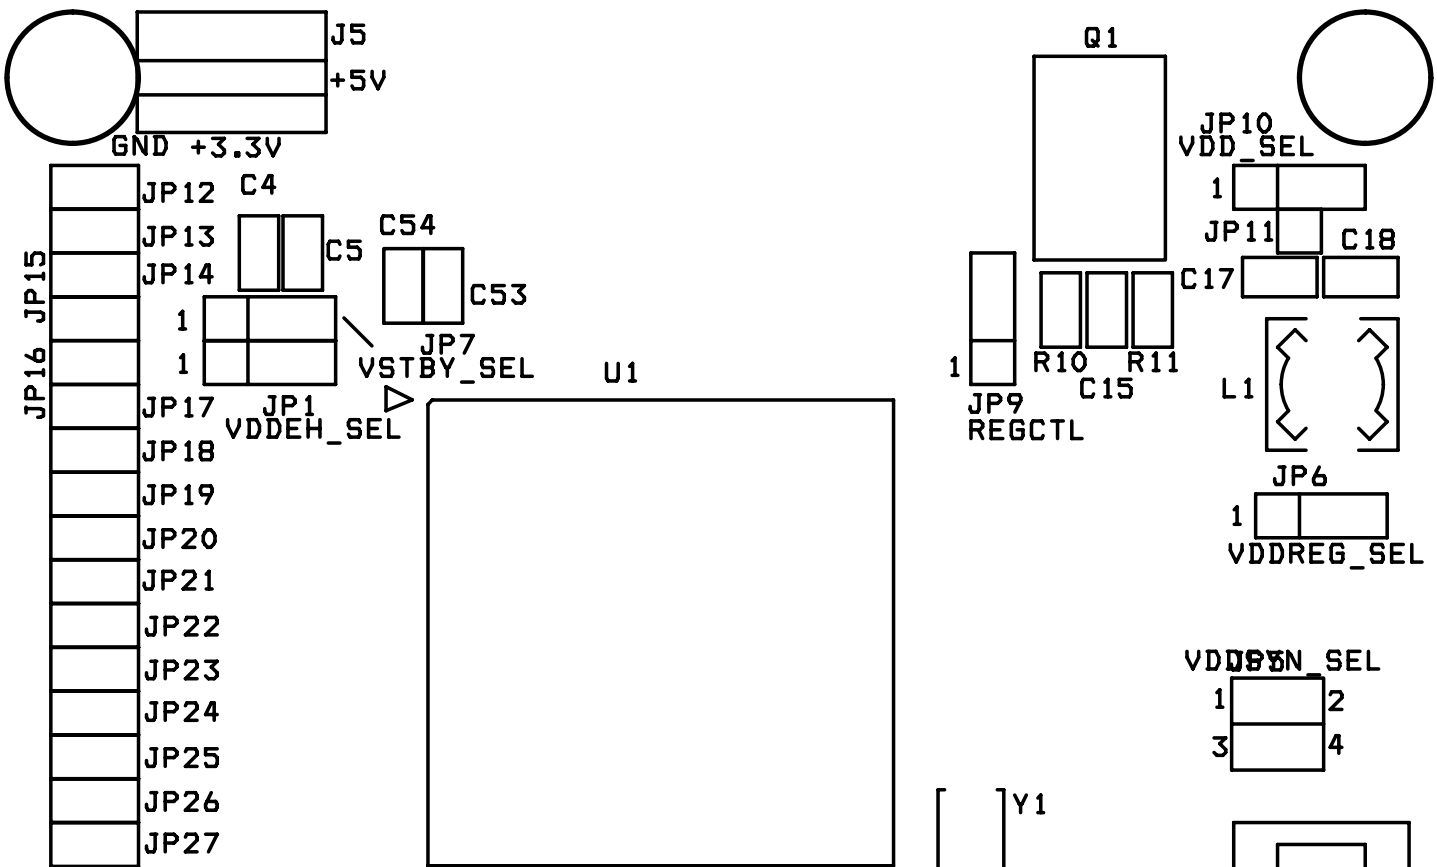 J5
+5V
GND +3.3V
Q1
JP10
VDD_SEL
1
JP11
C18
C17
JP12
JP13
JP14
JP15
JP16
C4
C5
C54
C53
1
1
JP7
VSTBY_SEL
JP1
VDDEH_SEL
U1
1
JP9
REGCTL
R10
C15
R11
L1
JP6
1
VDDREG_SEL
JP17
JP18
JP19
JP20
JP21
JP22
JP23
JP24
JP25
JP26
JP27
VDDSYN_SEL
1
2
3
4
Y1